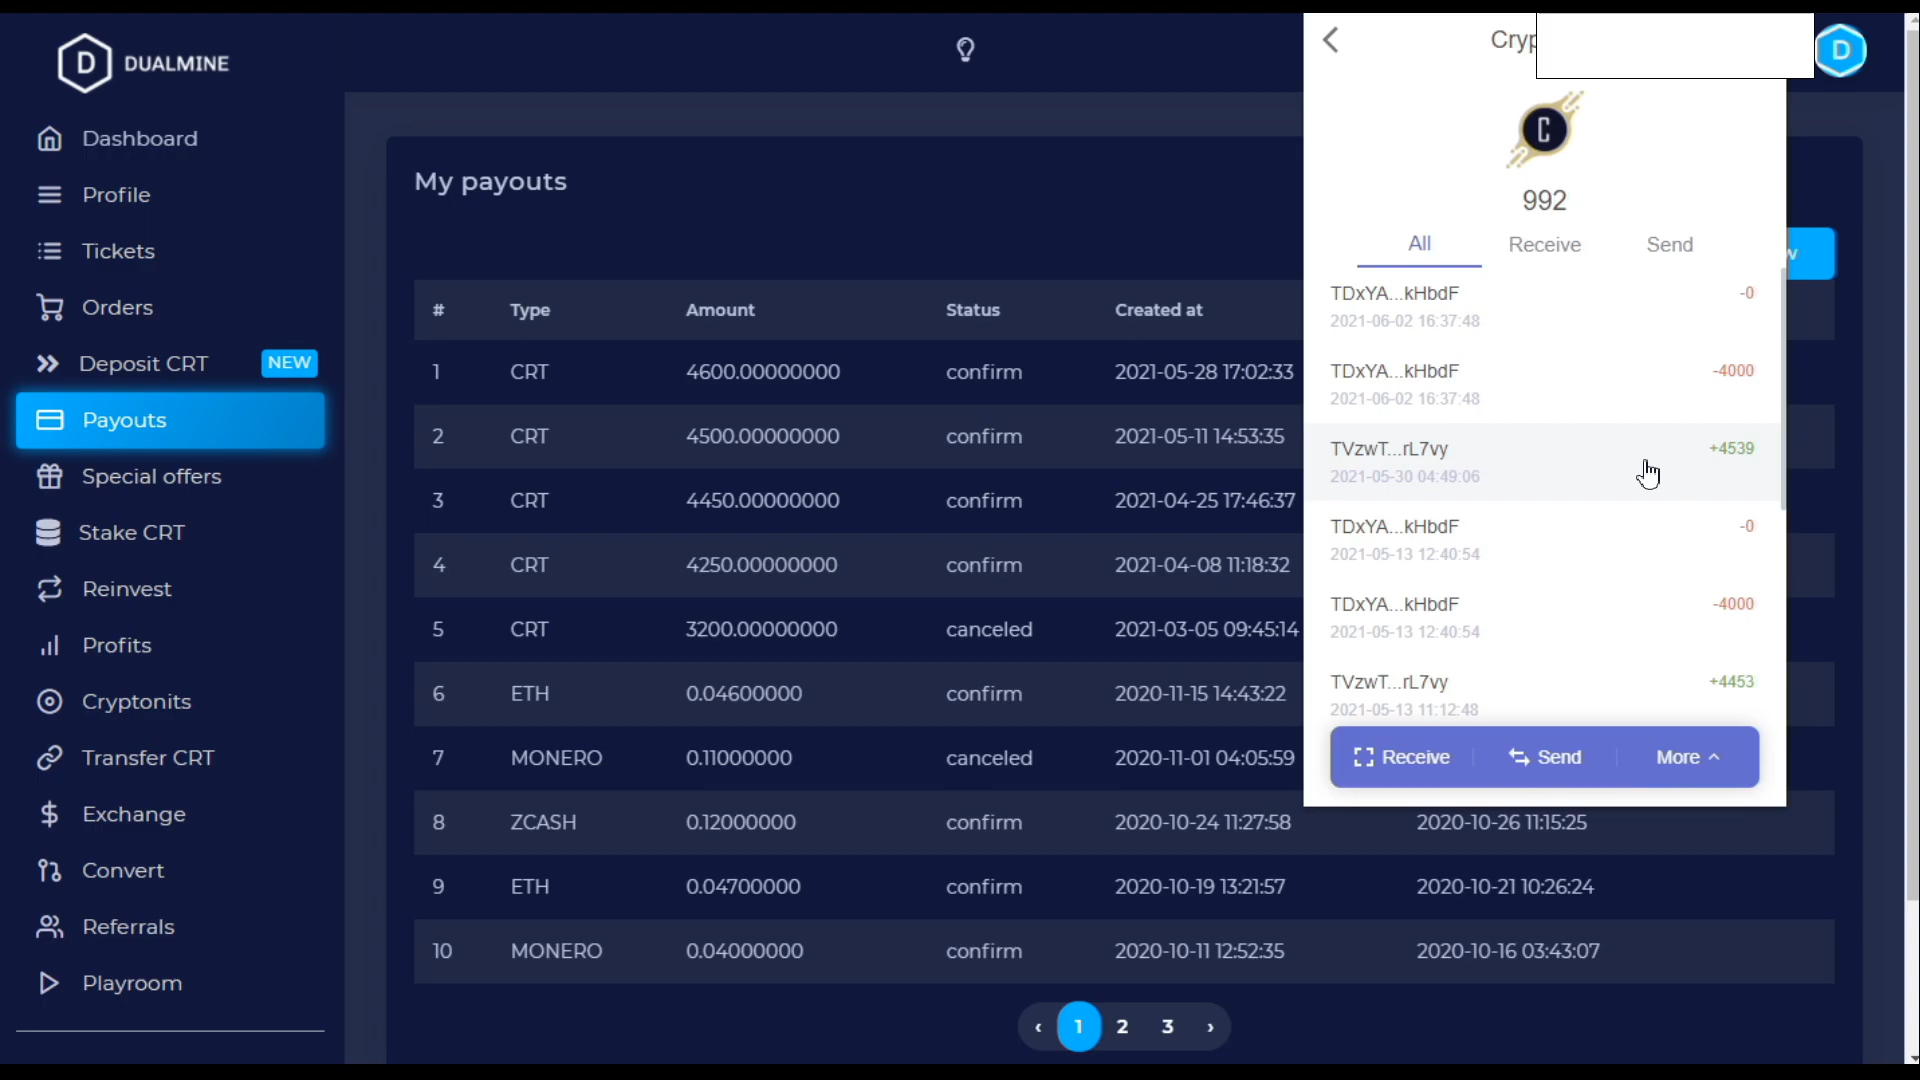 D DUALMINE
Dashboard
Profile
Tickets
Orders
Deposit CRT NEW
Payouts
Special offers
Stake CRT
Reinvest
Profits
Cryptonits
Transfer CRT
Exchange
Convert
Referrals
Playroom
My payouts
# Type Amount Status Created at
1 CRT 4600.00000000 confirm 2021-05-28 17:02:33
2 CRT 4500.00000000 confirm 2021-05-11 14:53:35
3 CRT 4450.00000000 confirm 2021-04-25 17:46:37
4 CRT 4250.00000000 confirm 2021-04-08 11:18:32
5 CRT 3200.00000000 canceled 2021-03-05 09:45:14
6 ETH 0.04600000 confirm 2020-11-15 14:43:22
7 MONERO 0.11000000 canceled 2020-11-01 04:05:59
8 ZCASH 0.12000000 confirm 2020-10-24 11:27:58 2020-10-26 11:15:25
9 ETH 0.04700000 confirm 2020-10-19 13:21:57 2020-10-21 10:26:24
10 MONERO 0.04000000 confirm 2020-10-11 12:52:35 2020-10-16 03:43:07
‹ 1 2 3 ›
Cryp
D
C
992
All Receive Send
w
TDxYA...kHbdF -0
2021-06-02 16:37:48
TDxYA...kHbdF -4000
2021-06-02 16:37:48
TVzwT...rL7vy +4539
2021-05-30 04:49:06
TDxYA...kHbdF -0
2021-05-13 12:40:54
TDxYA...kHbdF -4000
2021-05-13 12:40:54
TVzwT...rL7vy +4453
2021-05-13 11:12:48
Receive Send More